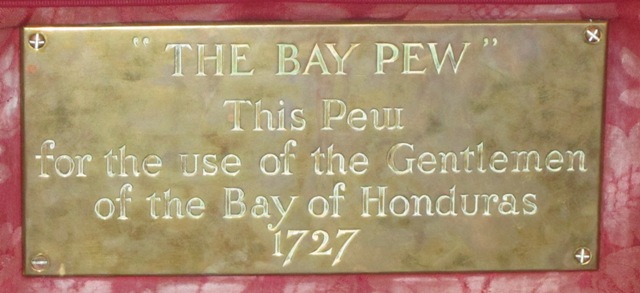 "THE BAY PEW"
This Pew
for the use of the Gentlemen
of the Bay of Honduras
1727